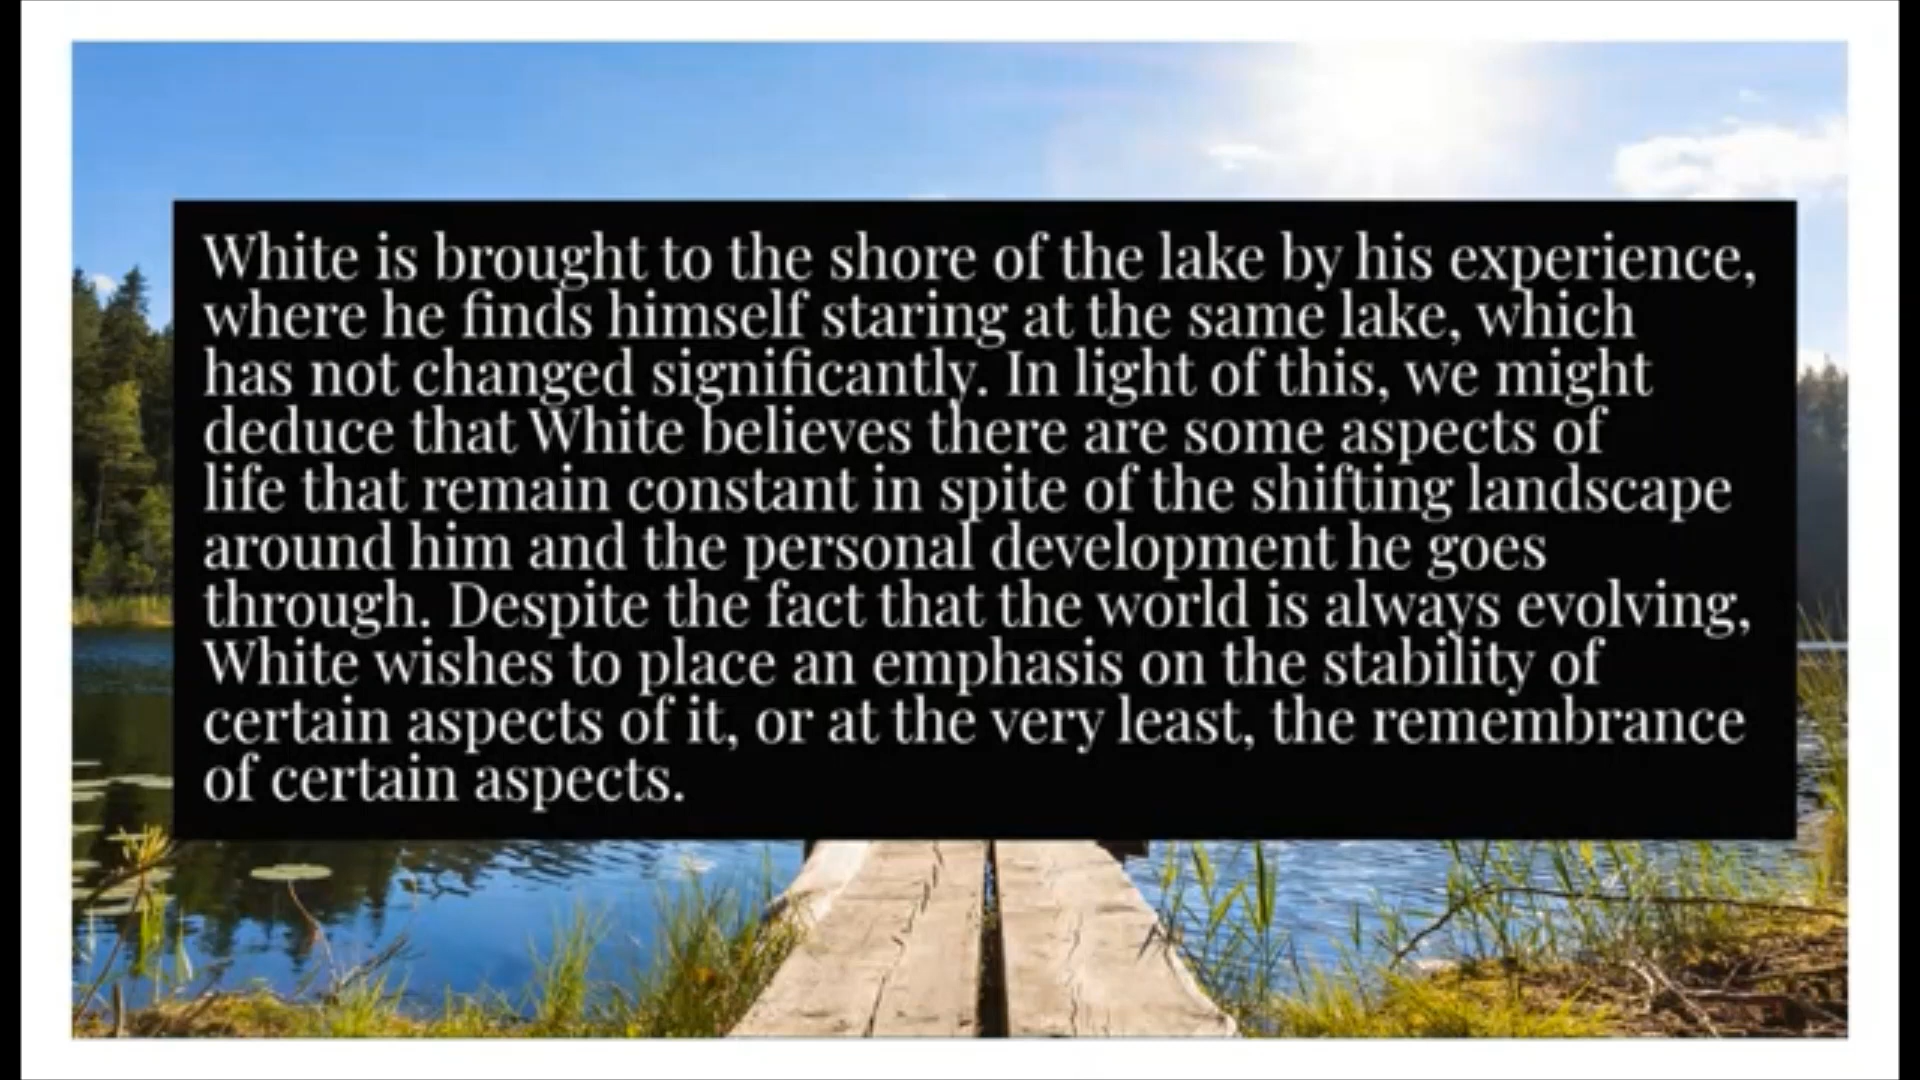 White is brought to the shore of the lake by his experience,
where he finds himself staring at the same lake, which
has not changed significantly. In light of this, we might
deduce that White believes there are some aspects of
life that remain constant in spite of the shifting landscape
around him and the personal development he goes
through. Despite the fact that the world is always evolving,
White wishes to place an emphasis on the stability of
certain aspects of it, or at the very least, the remembrance
of certain aspects.